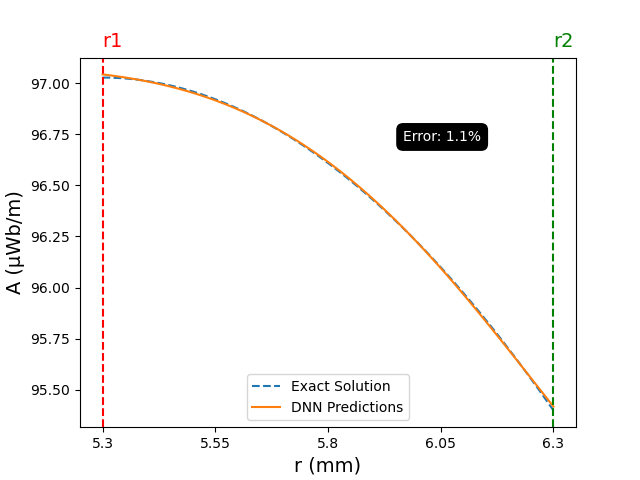 r1
r2
97.00
96.75
96.50
96.25
96.00
95.75
95.50
A (µWb/m)
Error: 1.1%
Exact Solution
DNN Predictions
5.3
5.55
5.8
6.05
6.3
r (mm)